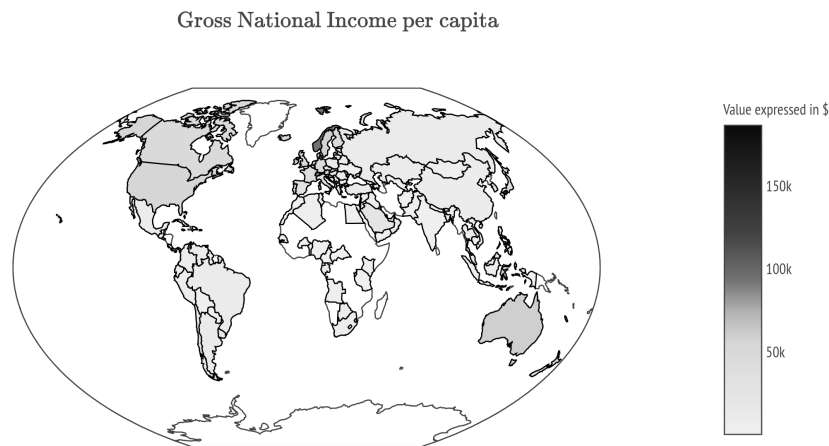 Gross National Income per capita
Value expressed in $
150k
100k
50k